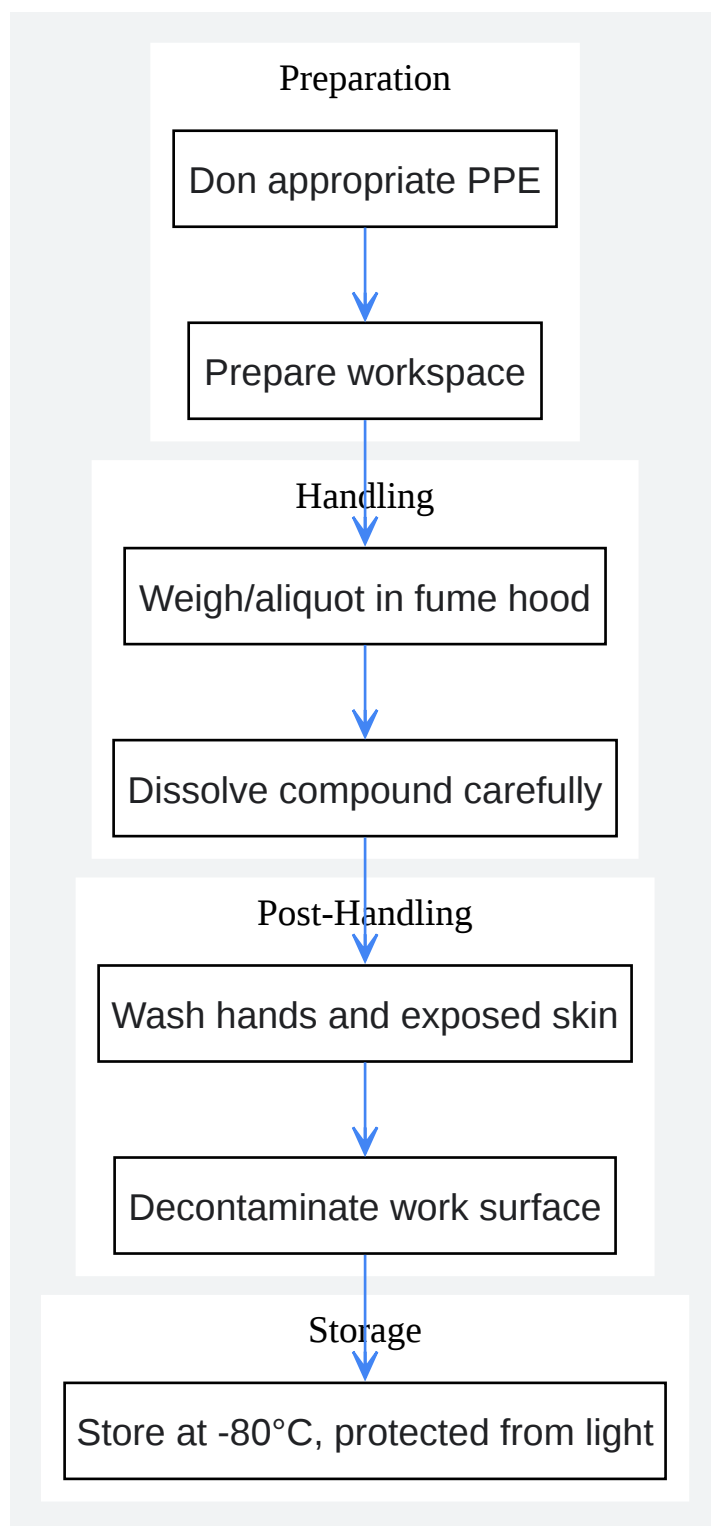 Preparation
Don appropriate PPE
Prepare workspace
Handling
Weigh/aliquot in fume hood
Dissolve compound carefully
Post-Handling
Wash hands and exposed skin
Decontaminate work surface
Storage
Store at -80°C, protected from light